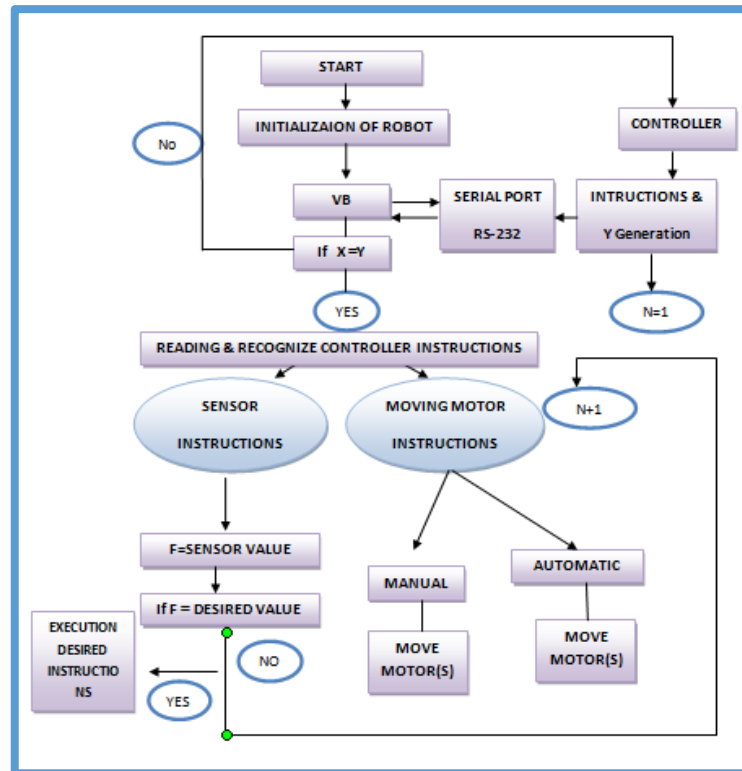 START
INITIALIZAION OF ROBOT
CONTROLLER
No
VB
SERIAL PORT
RS-232
INTRUCTIONS &
Y Generation
If X=Y
YES
N=1
READING & RECOGNIZE CONTROLLER INSTRUCTIONS
SENSOR
INSTRUCTIONS
MOVING MOTOR
INSTRUCTIONS
N+1
F=SENSOR VALUE
MANUAL
AUTOMATIC
If F = DESIRED VALUE
EXECUTION
DESIRED
INSTRUCTIO
NS
NO
YES
MOVE
MOTOR(S)
MOVE
MOTOR(S)